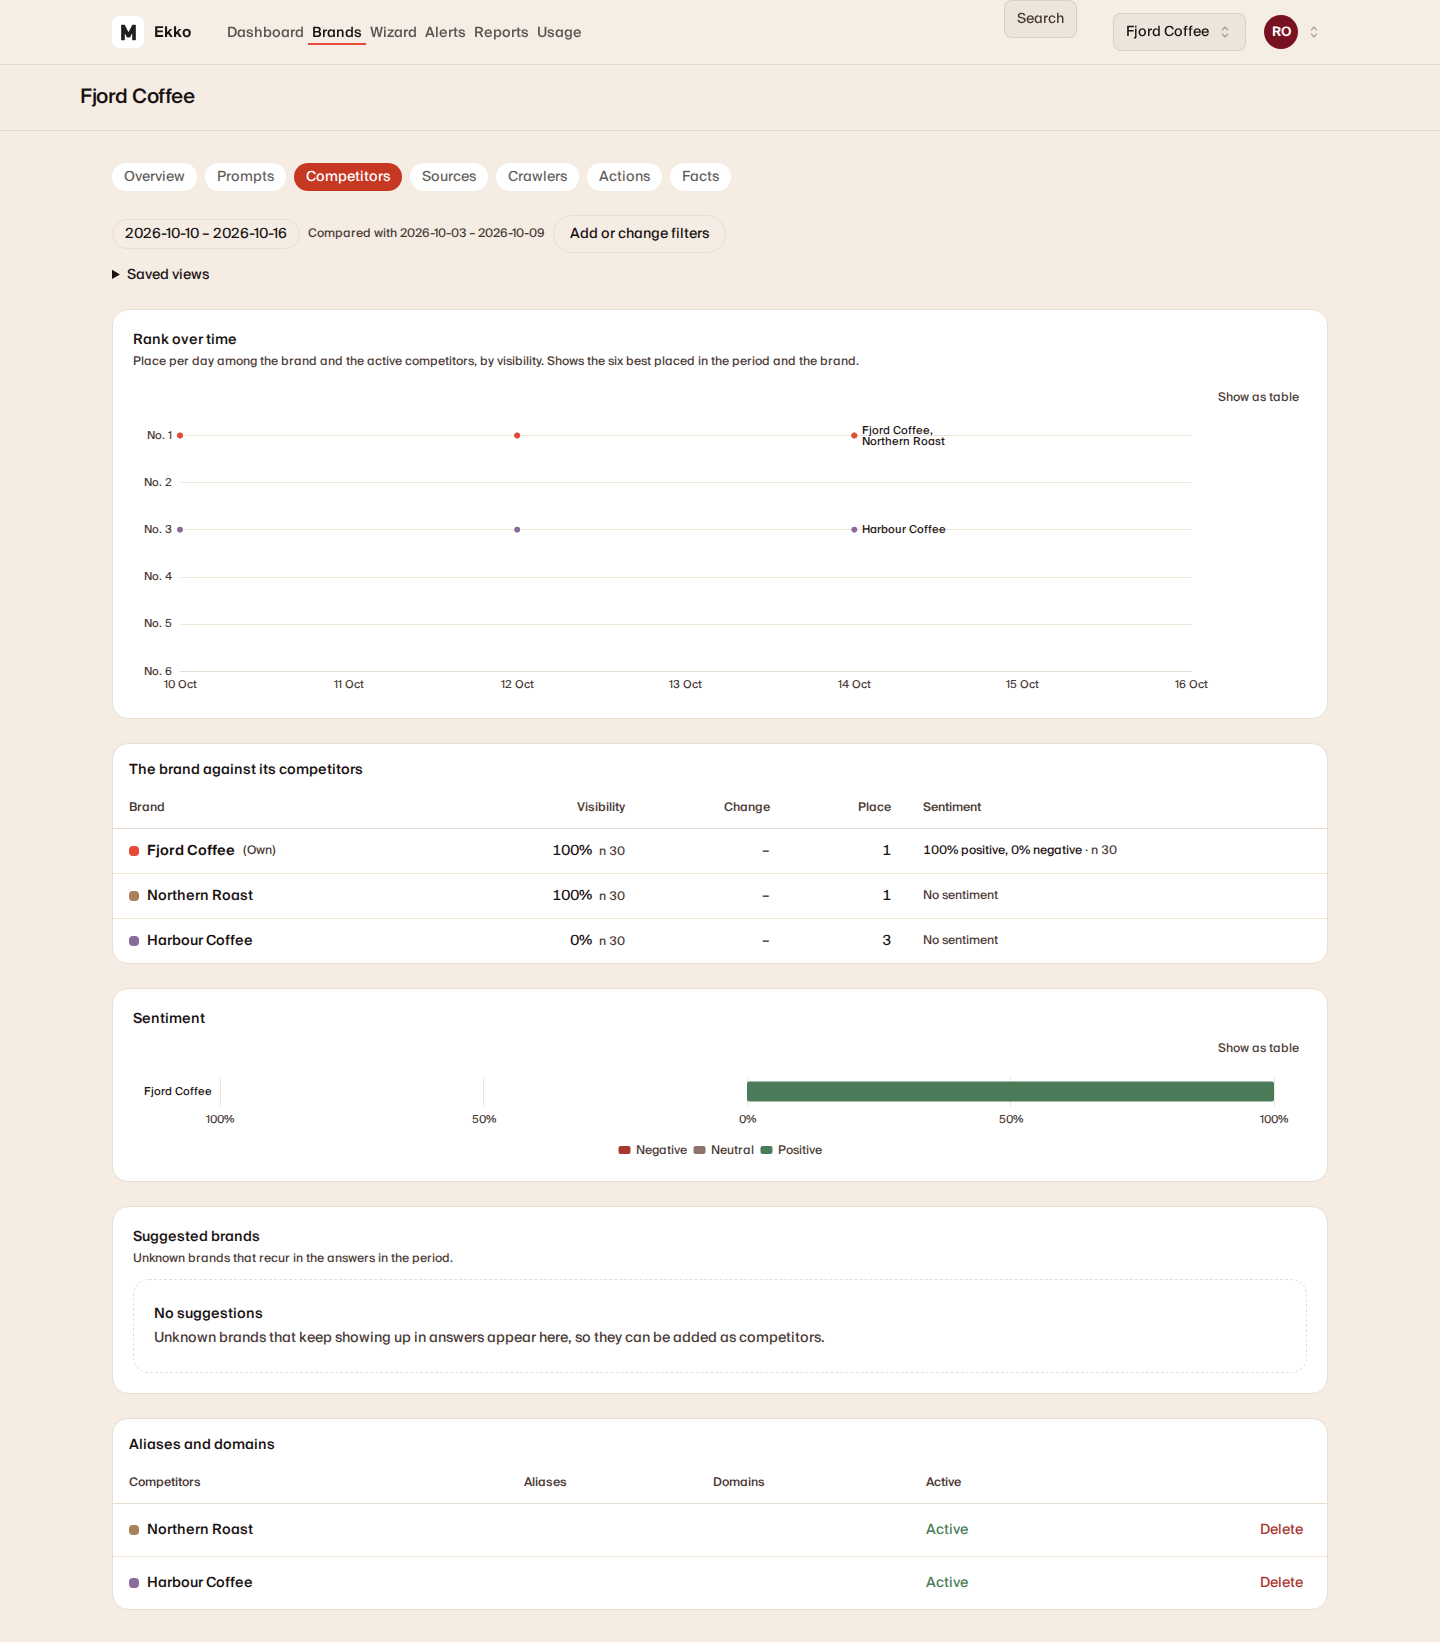 M Ekko Dashboard Brands Wizard Alerts Reports Usage Search Fjord Coffee RO
Fjord Coffee
Overview Prompts Competitors Sources Crawlers Actions Facts
2026-10-10 – 2026-10-16 Compared with 2026-10-03 – 2026-10-09 Add or change filters
Saved views
Rank over time
Place per day among the brand and the active competitors, by visibility. Shows the six best placed in the period and the brand.
Show as table
No. 1 Fjord Coffee,
Northern Roast
No. 2
No. 3 Harbour Coffee
No. 4
No. 5
No. 6
10 Oct 11 Oct 12 Oct 13 Oct 14 Oct 15 Oct 16 Oct
The brand against its competitors
Brand Visibility Change Place Sentiment
Fjord Coffee (Own) 100% n 30 – 1 100% positive, 0% negative · n 30
Northern Roast 100% n 30 – 1 No sentiment
Harbour Coffee 0% n 30 – 3 No sentiment
Sentiment
Show as table
Fjord Coffee
100% 50% 0% 50% 100%
Negative Neutral Positive
Suggested brands
Unknown brands that recur in the answers in the period.
No suggestions
Unknown brands that keep showing up in answers appear here, so they can be added as competitors.
Aliases and domains
Competitors Aliases Domains Active
Northern Roast Active Delete
Harbour Coffee Active Delete